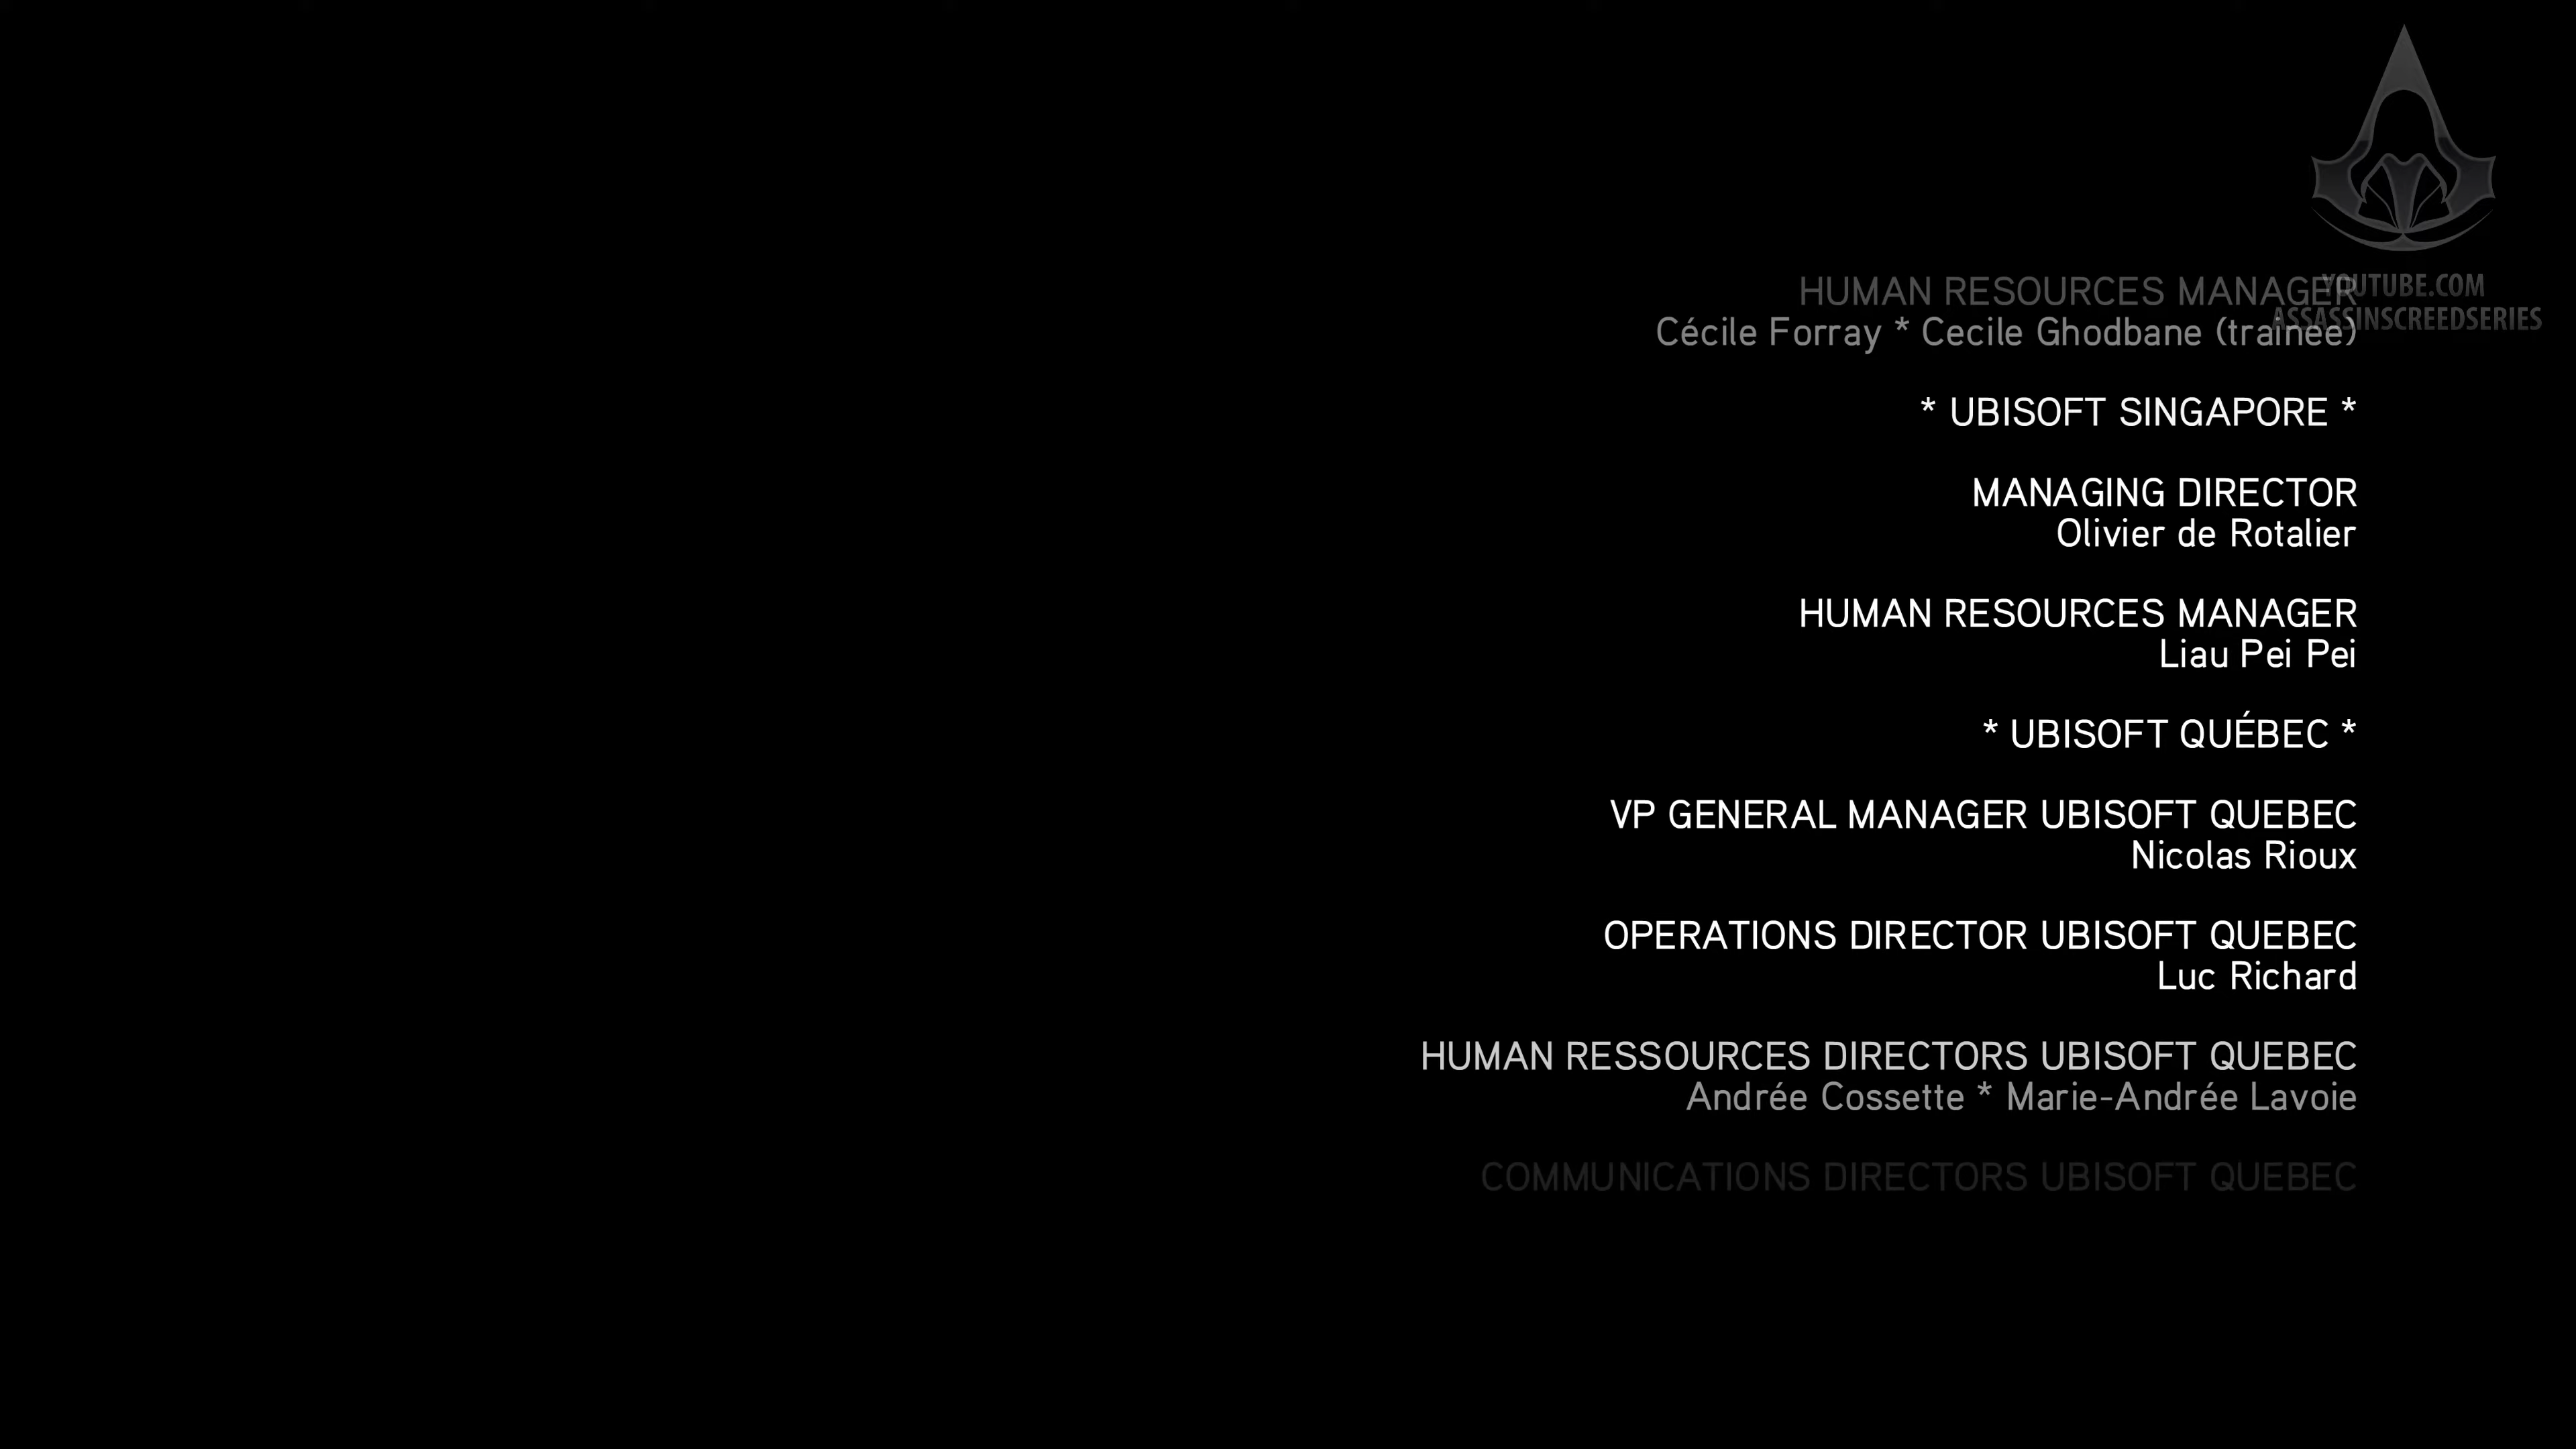 YOUTUBE.COM
ASSASSINSCREEDSERIES
HUMAN RESOURCES MANAGER
Cécile Forray * Cecile Ghodbane (trainee)
* UBISOFT SINGAPORE *
MANAGING DIRECTOR
Olivier de Rotalier
HUMAN RESOURCES MANAGER
Liau Pei Pei
* UBISOFT QUÉBEC *
VP GENERAL MANAGER UBISOFT QUEBEC
Nicolas Rioux
OPERATIONS DIRECTOR UBISOFT QUEBEC
Luc Richard
HUMAN RESSOURCES DIRECTORS UBISOFT QUEBEC
Andrée Cossette * Marie-Andrée Lavoie
COMMUNICATIONS DIRECTORS UBISOFT QUEBEC